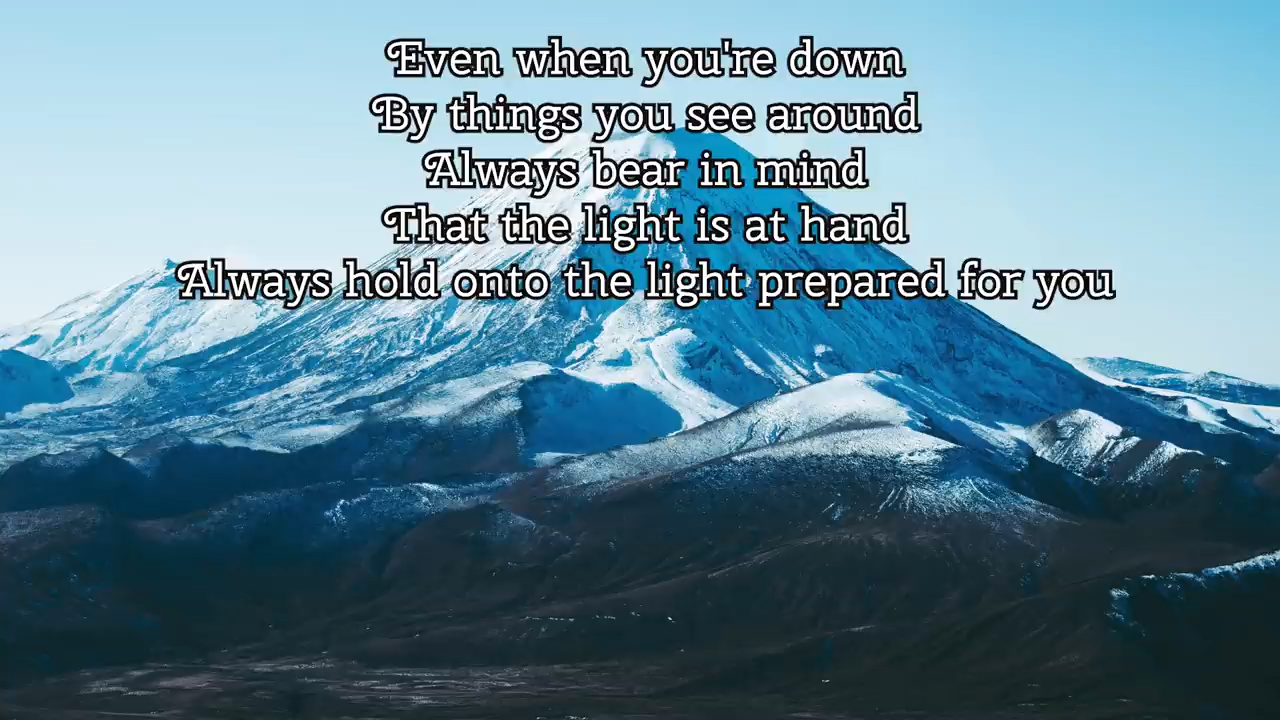 Even when you're down
By things you see around
Always bear in mind
That the light is at hand
Always hold onto the light prepared for you